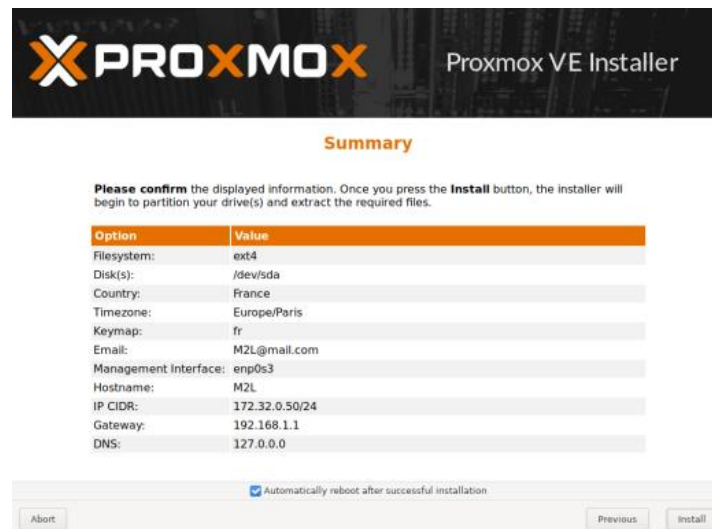 PROXMOX
Proxmox VE Installer
Summary
Please confirm the displayed information. Once you press the Install button, the installer will
begin to partition your drive(s) and extract the required files.
Option Value
Filesystem: ext4
Disk(s): /dev/sda
Country: France
Timezone: Europe/Paris
Keymap: fr
Email: M2L@mail.com
Management Interface: enp0s3
Hostname: M2L
IP CIDR: 172.32.0.50/24
Gateway: 192.168.1.1
DNS: 127.0.0.0
Automatically reboot after successful installation
Abort Previous Install